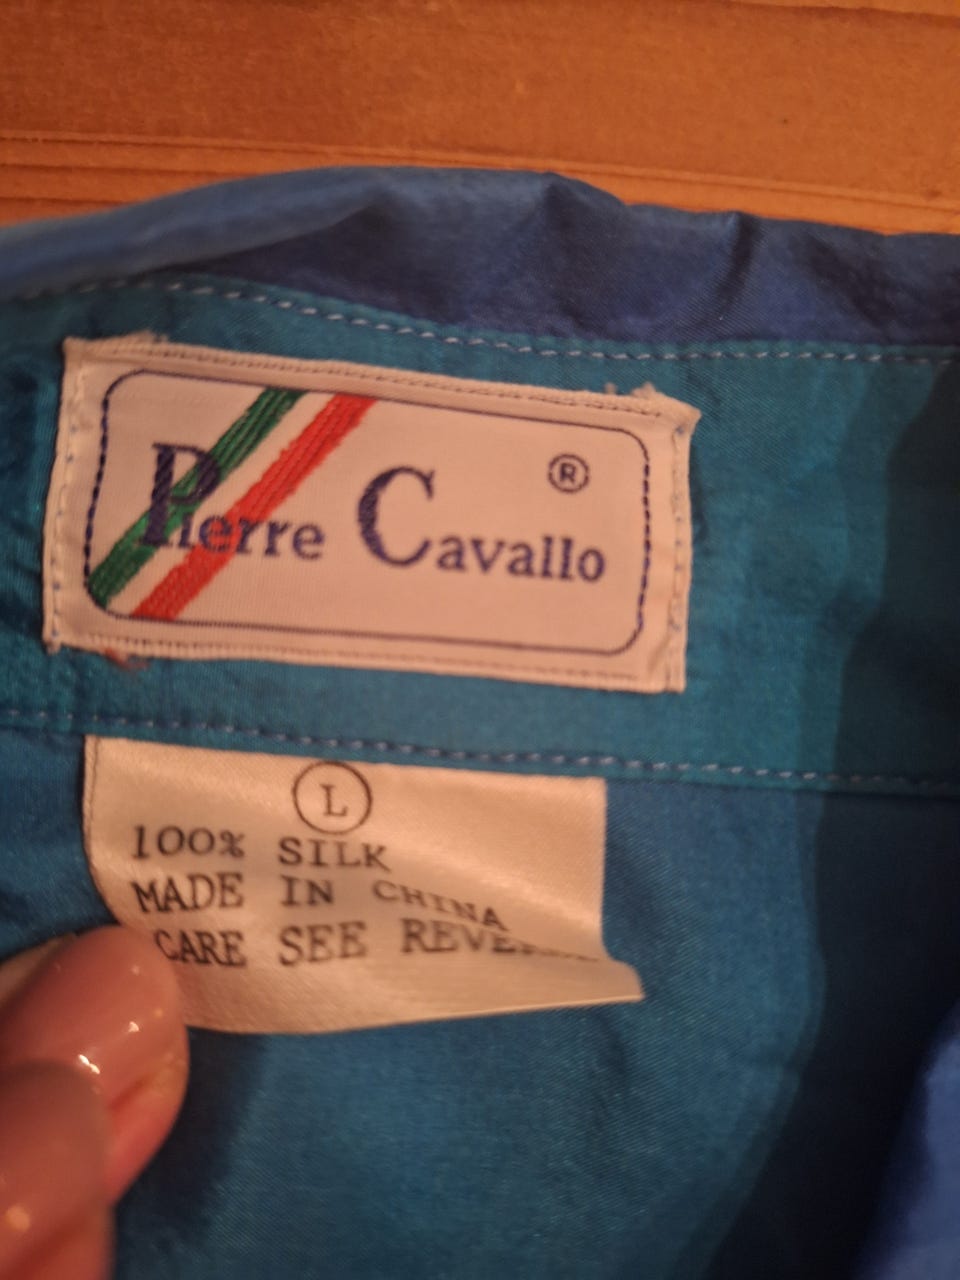 Pierre Cavallo ®
L
100% SILK
MADE IN CHINA
CARE SEE